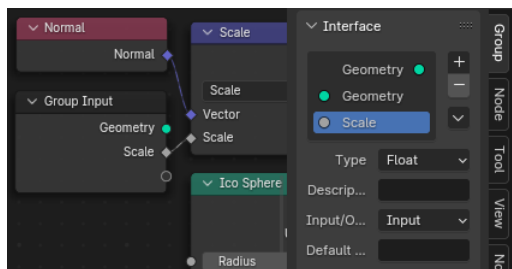 Normal
Normal
Group Input
Geometry
Scale
Scale
Scale
Vector
Scale
Ico Sphere
Radius
Interface
Geometry
Geometry
Scale
Type Float
Descrip...
Input/O... Input
Default ...
Group
Node
Tool
View